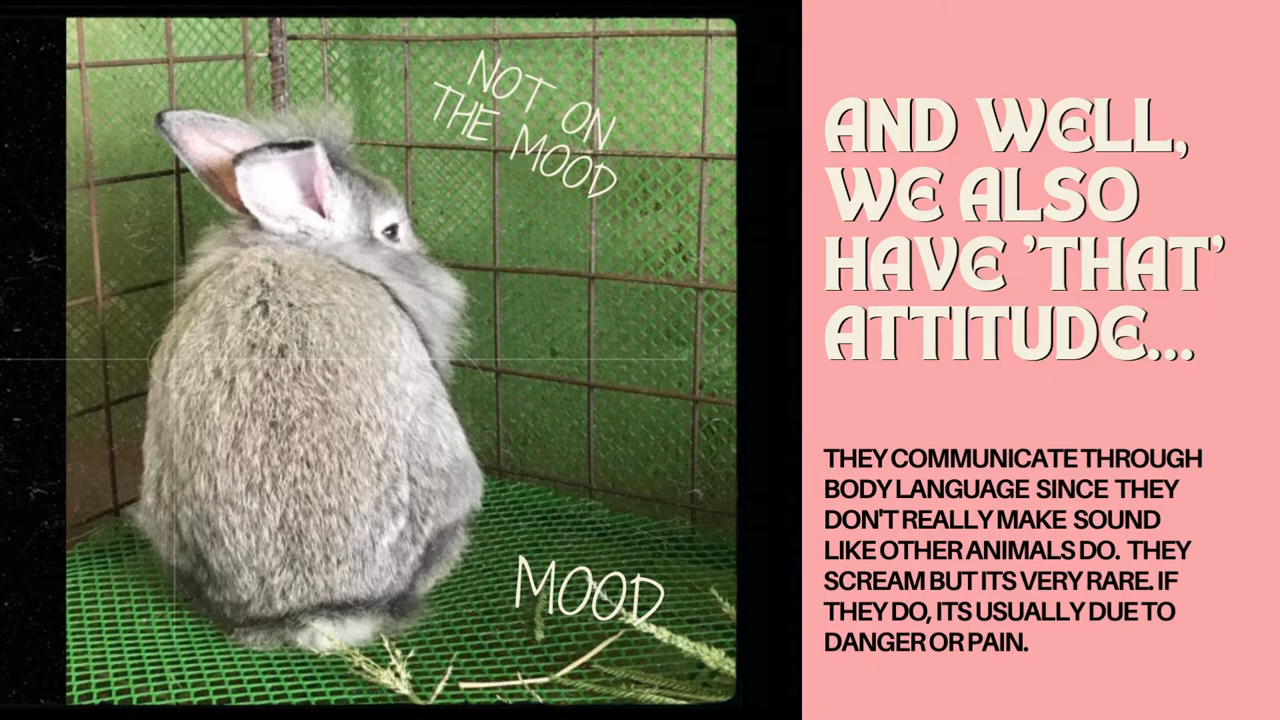 NOT ON
THE MOOD
MOOD
AND WELL,
WE ALSO
HAVE 'THAT'
ATTITUDE...
THEY COMMUNICATE THROUGH
BODY LANGUAGE SINCE THEY
DON'T REALLY MAKE SOUND
LIKE OTHER ANIMALS DO. THEY
SCREAM BUT ITS VERY RARE. IF
THEY DO, ITS USUALLY DUE TO
DANGER OR PAIN.